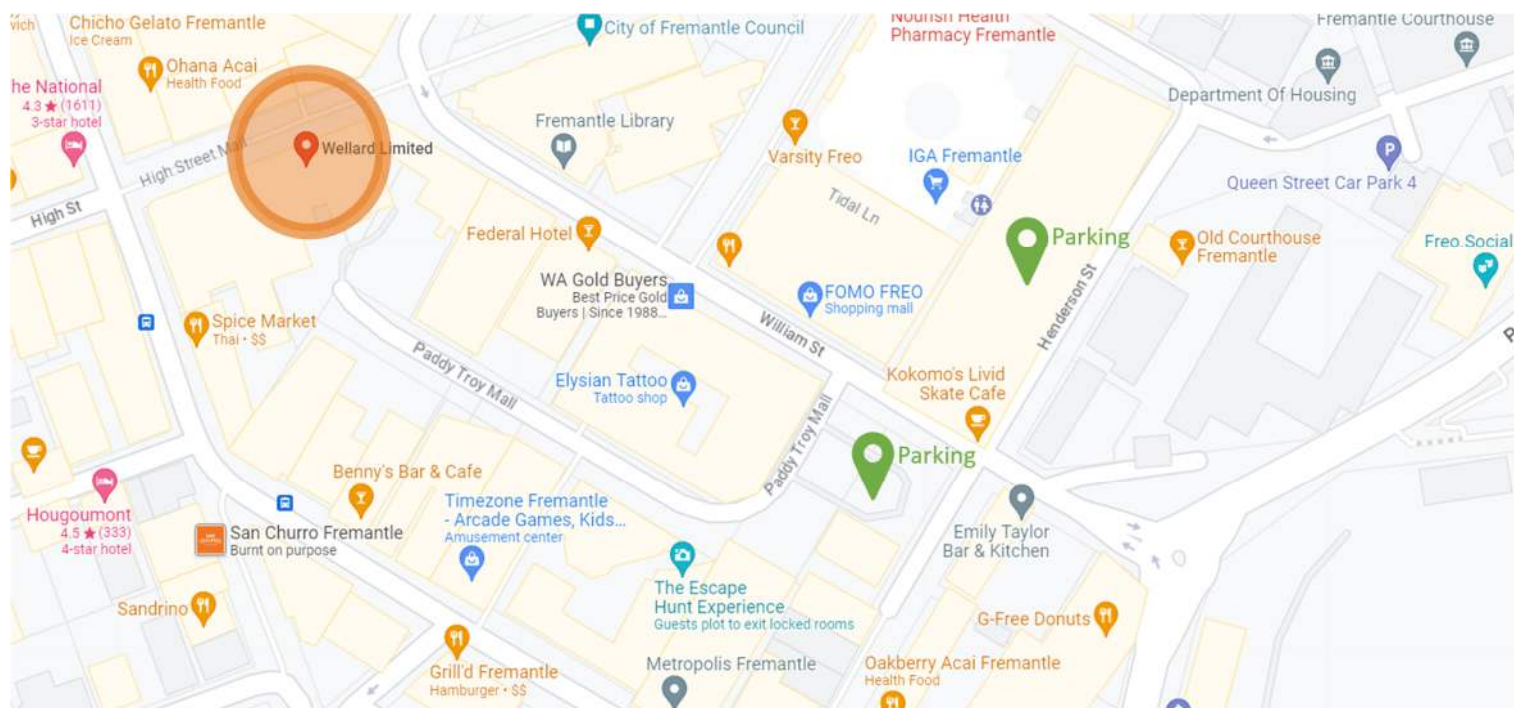 wich
Chicho Gelato Fremantle
Ice Cream
City of Fremantle Council
Nourish Health
Pharmacy Fremantle
Fremantle Courthouse
Ohana Acai
Health Food
he National
4.3 ★ (1611)
3-star hotel
Department Of Housing
Fremantle Library
High Street Mall
Wellard Limited
Varsity Freo
IGA Fremantle
P
Queen Street Car Park 4
Tidal Ln
High St
Federal Hotel
Parking
Old Courthouse
Fremantle
Freo.Social
WA Gold Buyers
Best Price Gold
Buyers | Since 1988...
FOMO FREO
Shopping mall
Henderson St
Spice Market
Thai • $$
William St
P
Paddy Troy Mall
Elysian Tattoo
Tattoo shop
Kokomo's Livid
Skate Cafe
Paddy Troy Mall
Parking
Benny's Bar & Cafe
Timezone Fremantle
- Arcade Games, Kids...
Amusement center
Hougoumont
4.5 ★ (333)
4-star hotel
San Churro Fremantle
Burnt on purpose
Emily Taylor
Bar & Kitchen
The Escape
Hunt Experience
Guests plot to exit locked rooms
Sandrino
G-Free Donuts
Grill'd Fremantle
Hamburger • $$
Metropolis Fremantle
Oakberry Acai Fremantle
Health Food